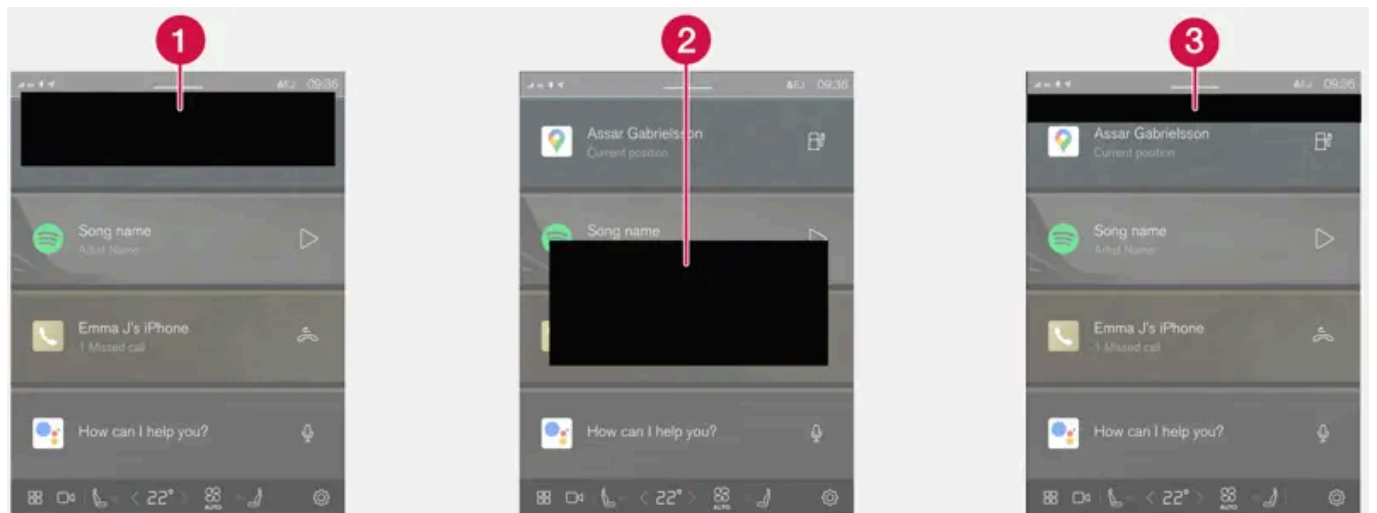 1
2
3
09:36
Song name
Artist Name
Emma J's iPhone
1 Missed call
How can I help you?
22°
AUTO
09:36
Assar Gabrielsson
Current position
Song name
How can I help you?
22°
AUTO
09:36
Assar Gabrielsson
Current position
Song name
Artist Name
Emma J's iPhone
1 Missed call
How can I help you?
22°
AUTO